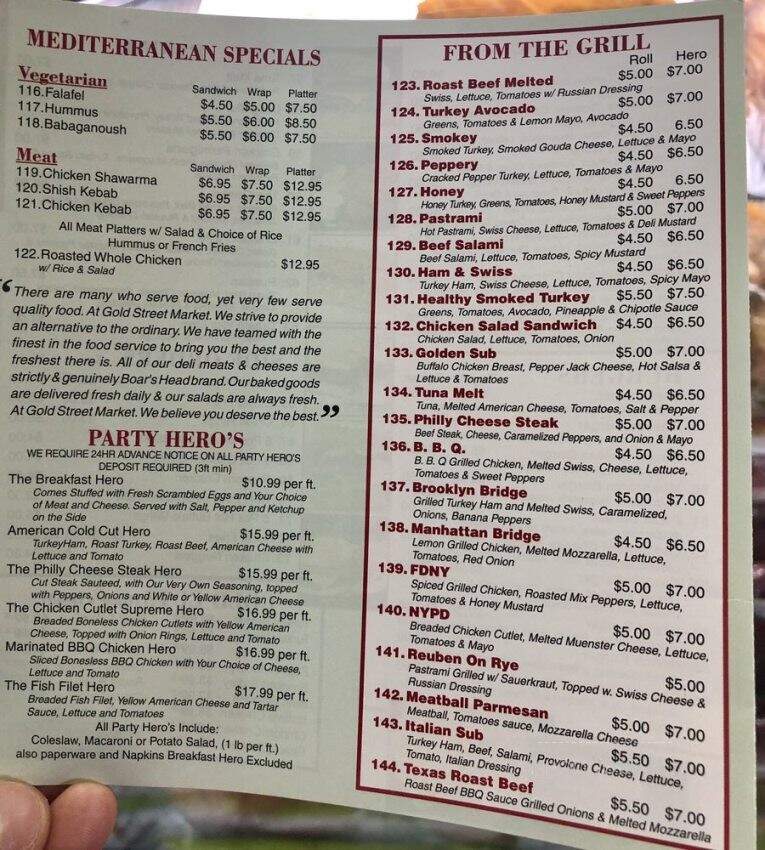 MEDITERRANEAN SPECIALS
Vegetarian
Sandwich Wrap Platter
116.Falafel $4.50 $5.00 $7.50
117.Hummus $5.50 $6.00 $8.50
118.Babaganoush $5.50 $6.00 $7.50
Meat
Sandwich Wrap Platter
119.Chicken Shawarma $6.95 $7.50 $12.95
120.Shish Kebab $6.95 $7.50 $12.95
121.Chicken Kebab $6.95 $7.50 $12.95
All Meat Platters w/ Salad & Choice of Rice
Hummus or French Fries
122.Roasted Whole Chicken $12.95
w/ Rice & Salad
“There are many who serve food, yet very few serve
quality food. At Gold Street Market. We strive to provide
an alternative to the ordinary. We have teamed with the
finest in the food service to bring you the best and the
freshest there is. All of our deli meats & cheeses are
strictly & genuinely Boar's Head brand. Our baked goods
are delivered fresh daily & our salads are always fresh.
At Gold Street Market. We believe you deserve the best.”
PARTY HERO'S
WE REQUIRE 24HR ADVANCE NOTICE ON ALL PARTY HERO'S
DEPOSIT REQUIRED (3ft min)
The Breakfast Hero $10.99 per ft.
Comes Stuffed with Fresh Scrambled Eggs and Your Choice
of Meat and Cheese. Served with Salt, Pepper and Ketchup
on the Side
American Cold Cut Hero $15.99 per ft.
TurkeyHam, Roast Turkey, Roast Beef, American Cheese with
Lettuce and Tomato
The Philly Cheese Steak Hero $15.99 per ft.
Cut Steak Sauteed, with Our Very Own Seasoning, topped
with Peppers, Onions and White or Yellow American Cheese
The Chicken Cutlet Supreme Hero $16.99 per ft.
Breaded Boneless Chicken Cutlets with Yellow American
Cheese, Topped with Onion Rings, Lettuce and Tomato
Marinated BBQ Chicken Hero $16.99 per ft.
Sliced Bonesless BBQ Chicken with Your Choice of Cheese,
Lettuce and Tomato
The Fish Filet Hero $17.99 per ft.
Breaded Fish Filet, Yellow American Cheese and Tartar
Sauce, Lettuce and Tomatoes
All Party Hero's Include:
Coleslaw, Macaroni or Potato Salad, (1 lb per ft.)
also paperware and Napkins Breakfast Hero Excluded
FROM THE GRILL
Roll Hero
123. Roast Beef Melted $5.00 $7.00
Swiss, Lettuce, Tomatoes w/ Russian Dressing
124. Turkey Avocado $5.00 $7.00
Greens, Tomatoes & Lemon Mayo, Avocado
125. Smokey $4.50 6.50
Smoked Turkey, Smoked Gouda Cheese, Lettuce & Mayo
126. Peppery $4.50 $6.50
Cracked Pepper Turkey, Lettuce, Tomatoes & Mayo
127. Honey $4.50 6.50
Honey Turkey, Greens, Tomatoes, Honey Mustard & Sweet Peppers
128. Pastrami $5.00 $7.00
Hot Pastrami, Swiss Cheese, Lettuce, Tomatoes & Deli Mustard
129. Beef Salami $4.50 $6.50
Beef Salami, Lettuce, Tomatoes, Spicy Mustard
130. Ham & Swiss $4.50 $6.50
Turkey Ham, Swiss Cheese, Lettuce, Tomatoes, Spicy Mayo
131. Healthy Smoked Turkey $5.50 $7.50
Greens, Tomatoes, Avocado, Pineapple & Chipotle Sauce
132. Chicken Salad Sandwich $4.50 $6.50
Chicken Salad, Lettuce, Tomatoes, Onion
133. Golden Sub $5.00 $7.00
Buffalo Chicken Breast, Pepper Jack Cheese, Hot Salsa &
Lettuce & Tomatoes
134. Tuna Melt $4.50 $6.50
Tuna, Melted American Cheese, Tomatoes, Salt & Pepper
135. Philly Cheese Steak $5.00 $7.00
Beef Steak, Cheese, Caramelized Peppers, and Onion & Mayo
136. B. B. Q. $4.50 $6.50
B. B. Q Grilled Chicken, Melted Swiss, Cheese, Lettuce,
Tomatoes & Sweet Peppers
137. Brooklyn Bridge $5.00 $7.00
Grilled Turkey Ham and Melted Swiss, Caramelized,
Onions, Banana Peppers
138. Manhattan Bridge $4.50 $6.50
Lemon Grilled Chicken, Melted Mozzarella, Lettuce,
Tomatoes, Red Onion
139. FDNY $5.00 $7.00
Spiced Grilled Chicken, Roasted Mix Peppers, Lettuce,
Tomatoes & Honey Mustard
140. NYPD $5.00 $7.00
Breaded Chicken Cutlet, Melted Muenster Cheese, Lettuce,
Tomatoes & Mayo
141. Reuben On Rye $5.00
Pastrami Grilled w/ Sauerkraut, Topped w. Swiss Cheese &
Russian Dressing
142. Meatball Parmesan $5.00 $7.00
Meatball, Tomatoes sauce, Mozzarella Cheese
143. Italian Sub $5.50 $7.00
Turkey Ham, Beef, Salami, Provolone Cheese, Lettuce,
Tomato, Italian Dressing
144. Texas Roast Beef $5.50 $7.00
Roast Beef BBQ Sauce Grilled Onions & Melted Mozzarella